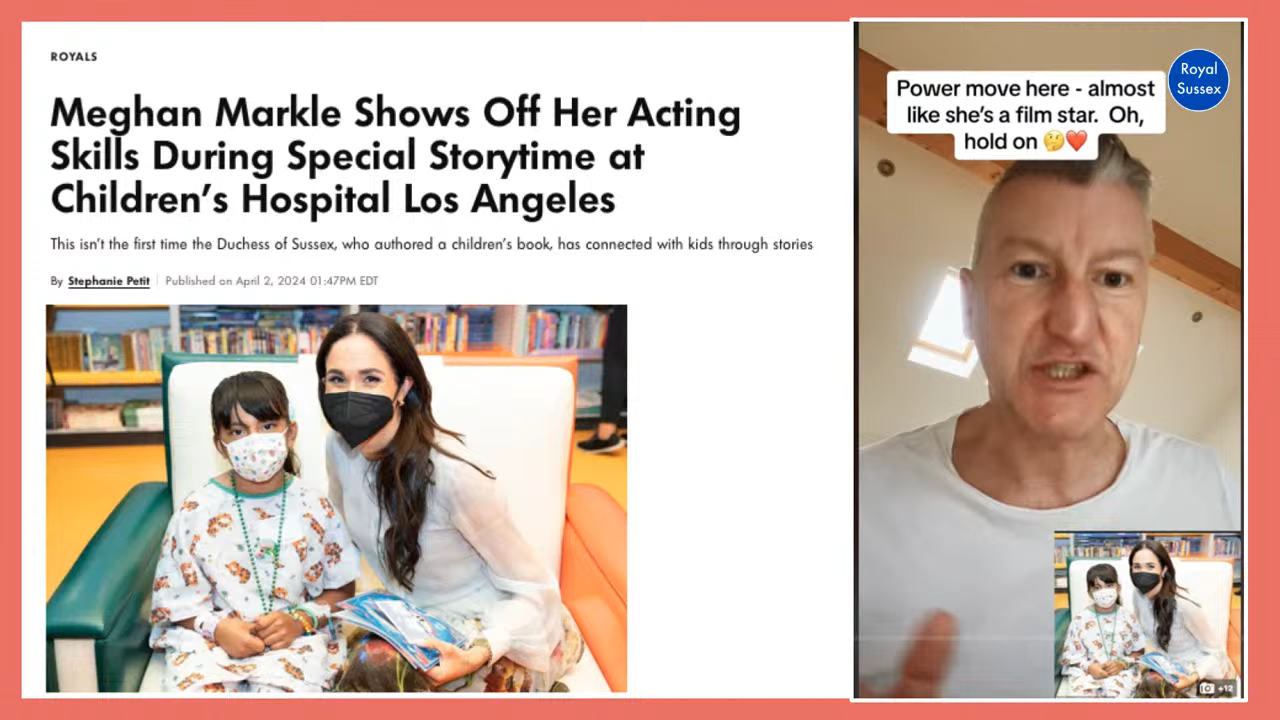 ROYALS
Meghan Markle Shows Off Her Acting
Skills During Special Storytime at
Children's Hospital Los Angeles
This isn't the first time the Duchess of Sussex, who authored a children's book, has connected with kids through stories
By Stephanie Petit | Published on April 2, 2024 01:47PM EDT
Power move here - almost
like she's a film star. Oh,
hold on 🤔❤️
Royal
Sussex
+12